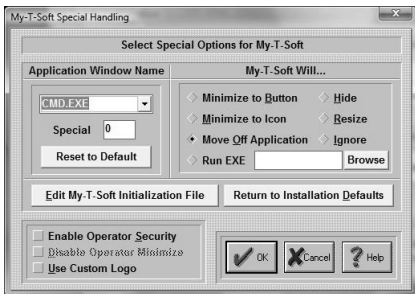 My-T-Soft Special Handling
Select Special Options for My-T-Soft
Application Window Name
My-T-Soft Will...
CMD.EXE
Special 0
Reset to Default
Minimize to Button
Hide
Minimize to Icon
Resize
Move Off Application
Ignore
Run EXE
Browse
Edit My-T-Soft Initialization File
Return to Installation Defaults
Enable Operator Security
Disable Operator Minimize
Use Custom Logo
OK
Cancel
Help